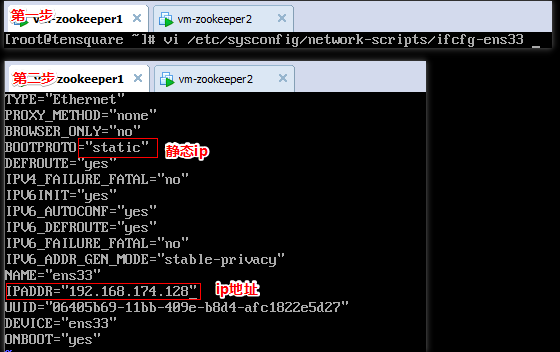 第一步
vm-zookeeper1 × vm-zookeeper2 ×
[root@tensquare ~]# vi /etc/sysconfig/network-scripts/ifcfg-ens33 _
第二步
zookeeper1 × vm-zookeeper2 ×
TYPE="Ethernet"
PROXY_METHOD="none"
BROWSER_ONLY="no"
BOOTPROTO="static" 静态ip
DEFROUTE="yes"
IPV4_FAILURE_FATAL="no"
IPV6INIT="yes"
IPV6_AUTOCONF="yes"
IPV6_DEFROUTE="yes"
IPV6_FAILURE_FATAL="no"
IPV6_ADDR_GEN_MODE="stable-privacy"
NAME="ens33"
IPADDR="192.168.174.128" ip地址
UUID="06405b69-11bb-409e-b8d4-afc1822e5d27"
DEVICE="ens33"
ONBOOT="yes"
~